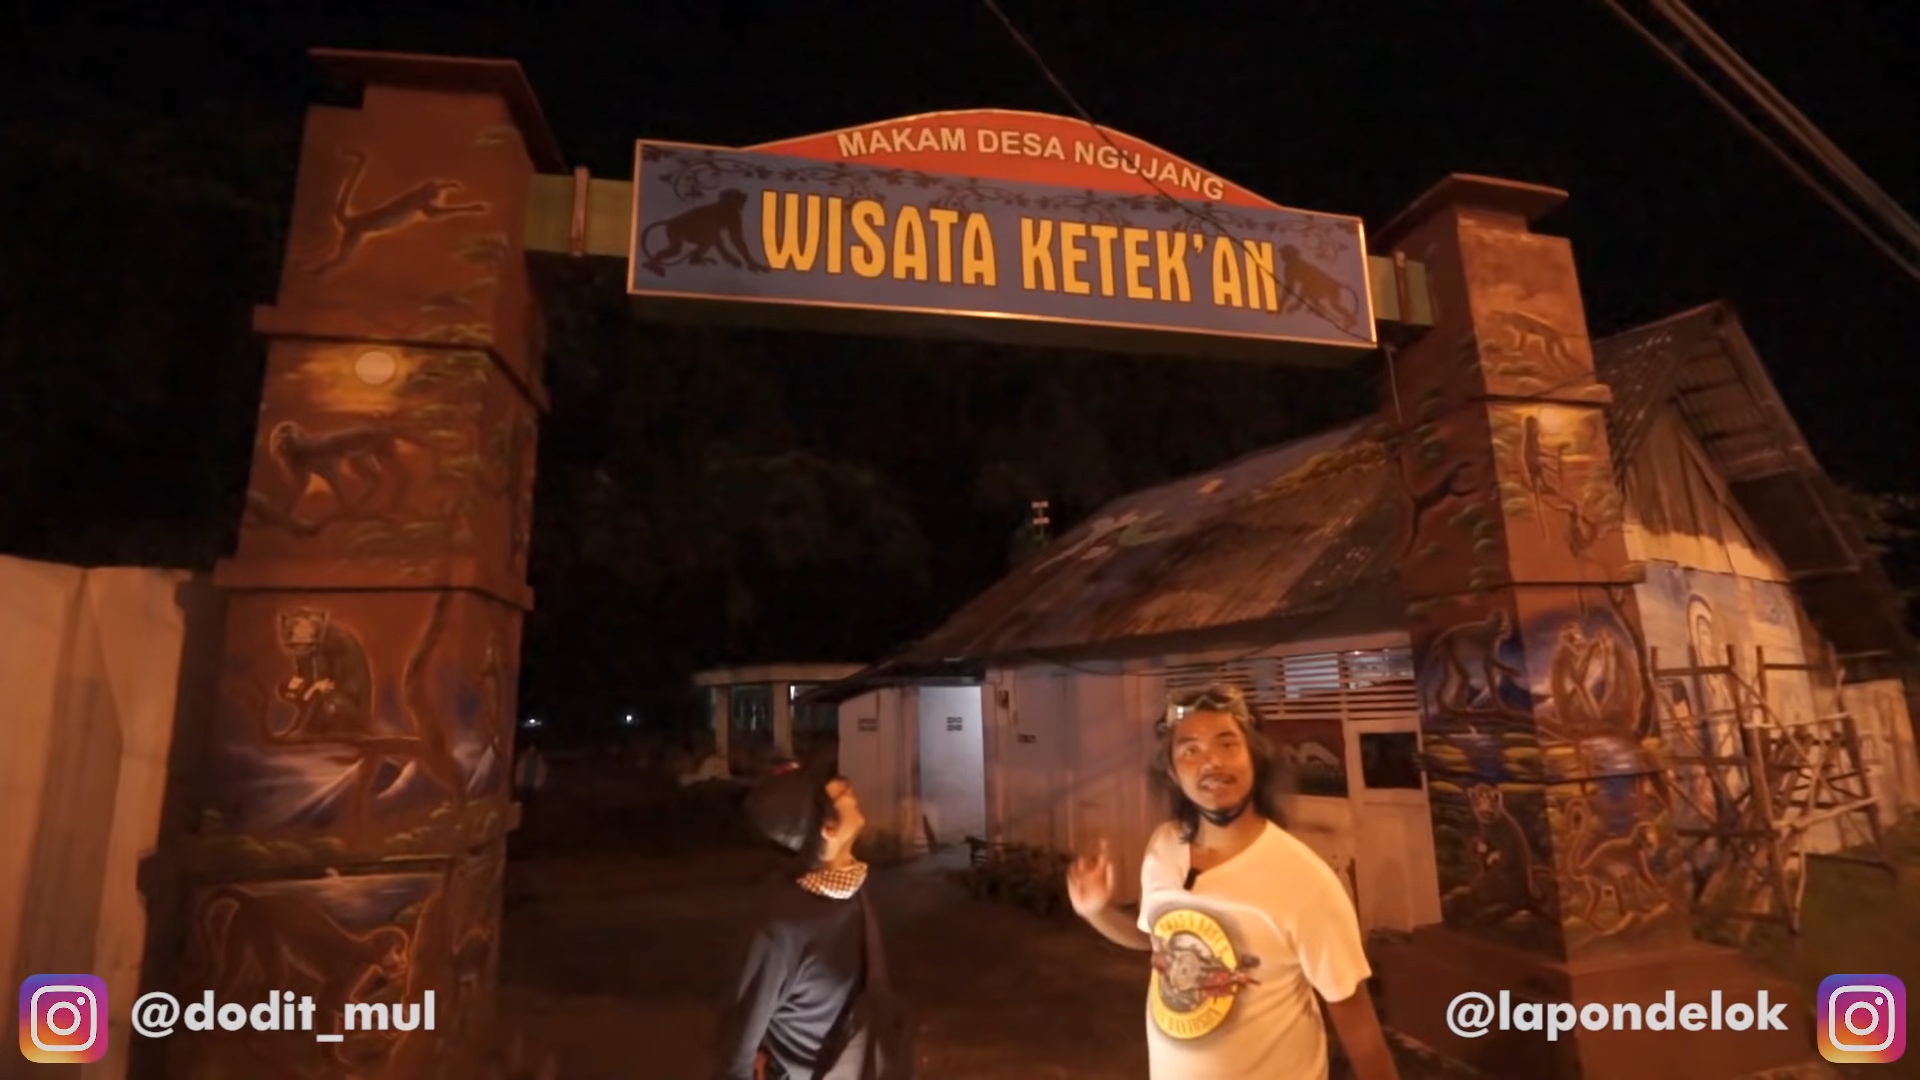 MAKAM DESA NGUJANG
WISATA KETEK'AN
@dodit_mul
@lapondelok